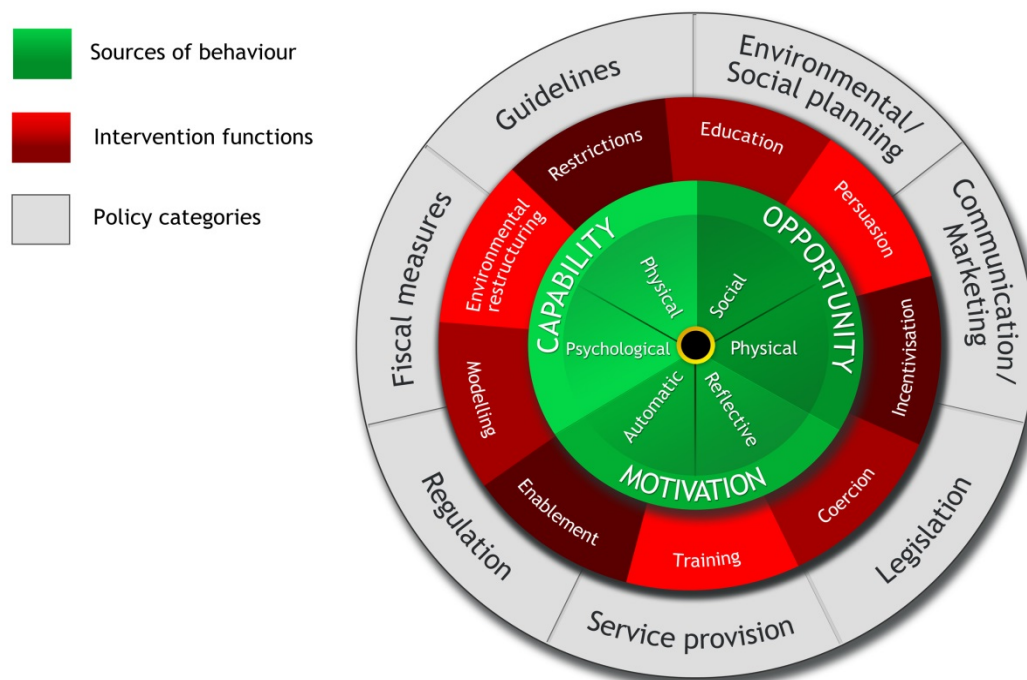 Sources of behaviour
Intervention functions
Policy categories
Guidelines
Environmental/
Social planning
Communication/
Marketing
Legislation
Service provision
Regulation
Fiscal measures
Restrictions
Education
Persuasion
Incentivisation
Coercion
Training
Enablement
Modelling
Environmental
restructuring
CAPABILITY
OPPORTUNITY
MOTIVATION
Physical
Social
Psychological
Physical
Automatic
Reflective